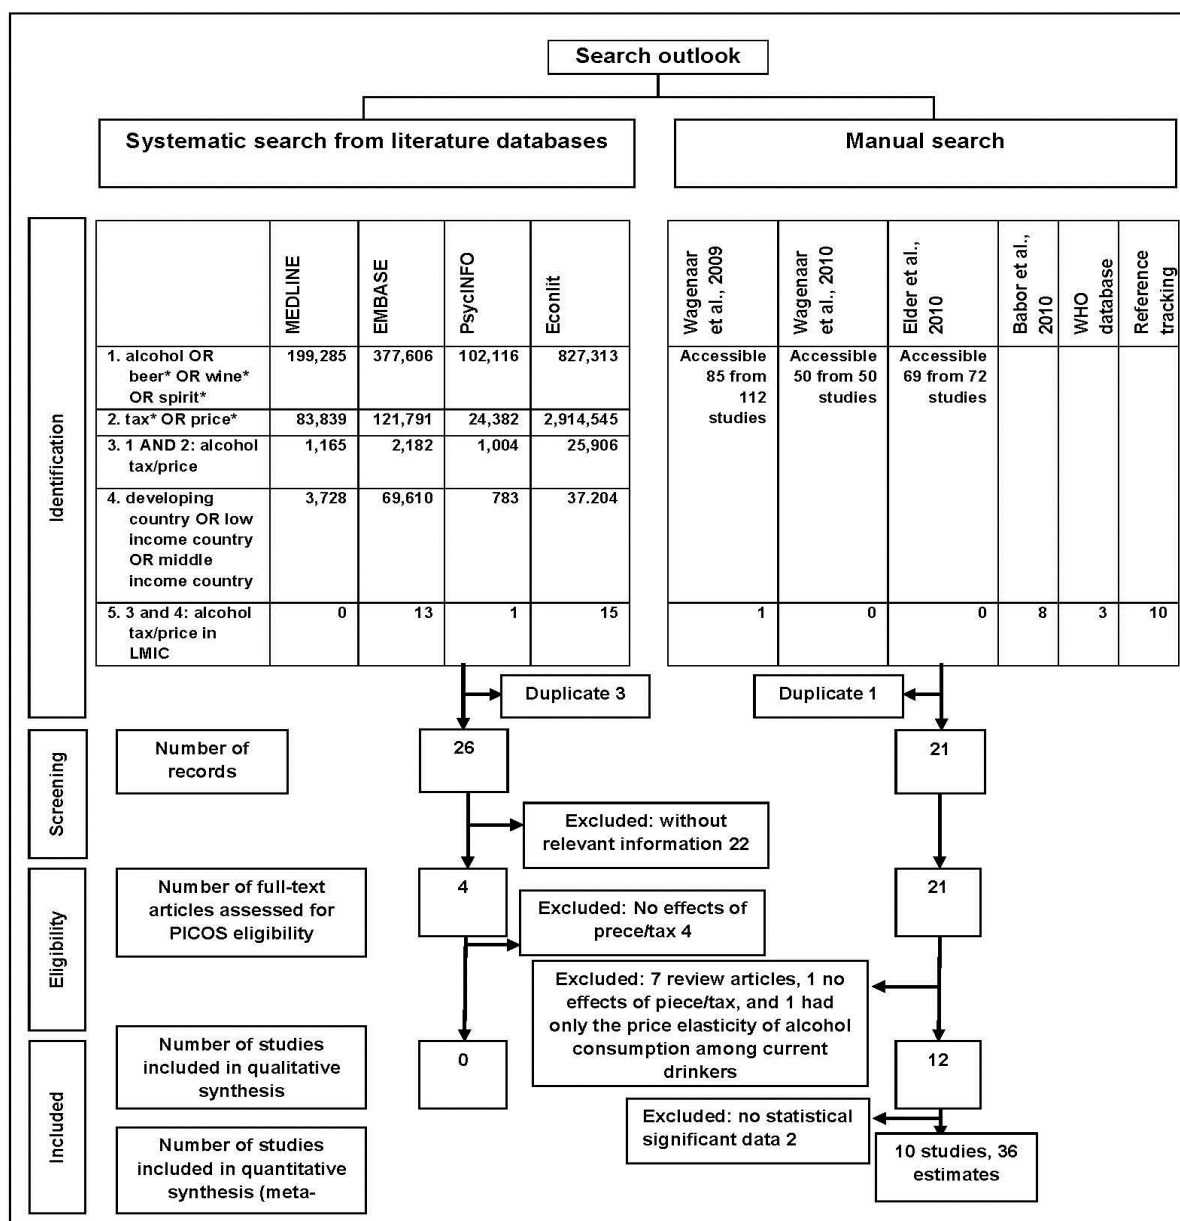 Search outlook
Systematic search from literature databases
Manual search
Identification
MEDLINE
EMBASE
PsycINFO
Econlit
1. alcohol OR
beer* OR wine*
OR spirit*
199,285
377,606
102,116
827,313
2. tax* OR price*
83,839
121,791
24,382
2,914,545
3. 1 AND 2: alcohol
tax/price
1,165
2,182
1,004
25,906
4. developing
country OR low
income country
OR middle
income country
3,728
69,610
783
37.204
5. 3 and 4: alcohol
tax/price in
LMIC
0
13
1
15
Wagenaar
et al., 2009
Wagenaar
et al., 2010
Elder et al.,
2010
Babor et al.,
2010
WHO
database
Reference
tracking
Accessible
85 from
112
studies
Accessible
50 from 50
studies
Accessible
69 from 72
studies
1
0
0
8
3
10
Duplicate 3
Duplicate 1
Screening
Number of
records
26
21
Excluded: without
relevant information 22
Eligibility
Number of full-text
articles assessed for
PICOS eligibility
4
21
Excluded: No effects of
prece/tax 4
Excluded: 7 review articles, 1 no
effects of piece/tax, and 1 had
only the price elasticity of alcohol
consumption among current
drinkers
Included
Number of studies
included in qualitative
synthesis
0
12
Excluded: no statistical
significant data 2
Number of studies
included in quantitative
synthesis (meta-
10 studies, 36
estimates